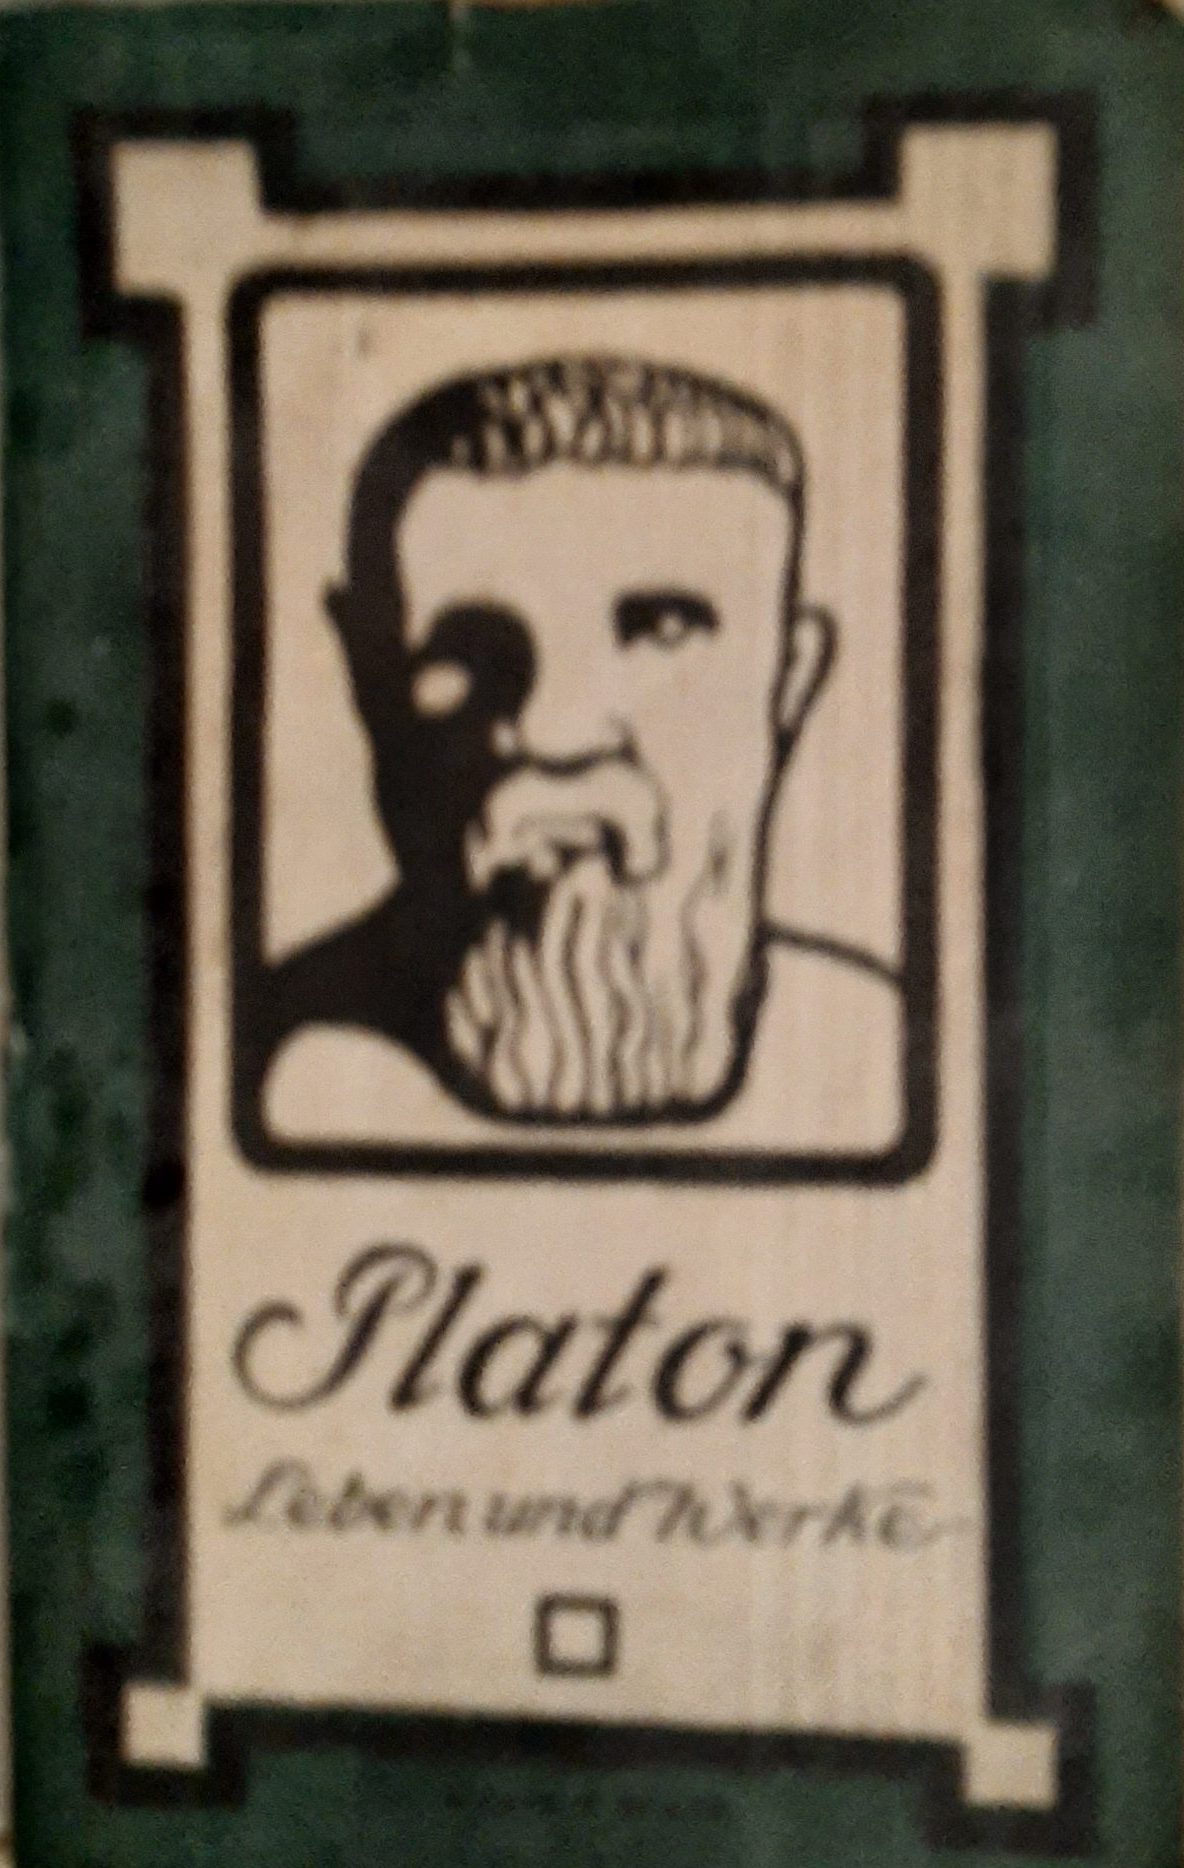 Platon
Leben und Werke